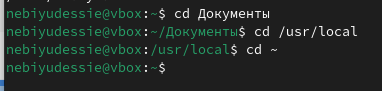 nebiyudessie@vbox:~$ cd Документы
nebiyudessie@vbox:~/Документы$ cd /usr/local
nebiyudessie@vbox:/usr/local$ cd ~
nebiyudessie@vbox:~$